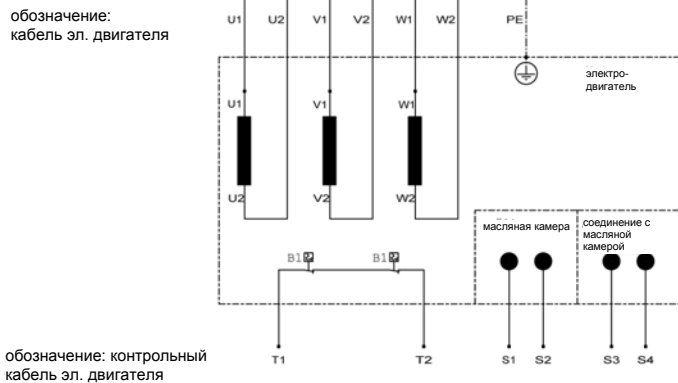 обозначение:
кабель эл. двигателя
U1 U2 V1 V2 W1 W2 PE
электро-
двигатель
U1 V1 W1
U2 V2 W2
масляная камера
соединение с
масляной
камерой
B1 B1
T1 T2 S1 S2 S3 S4
обозначение: контрольный
кабель эл. двигателя